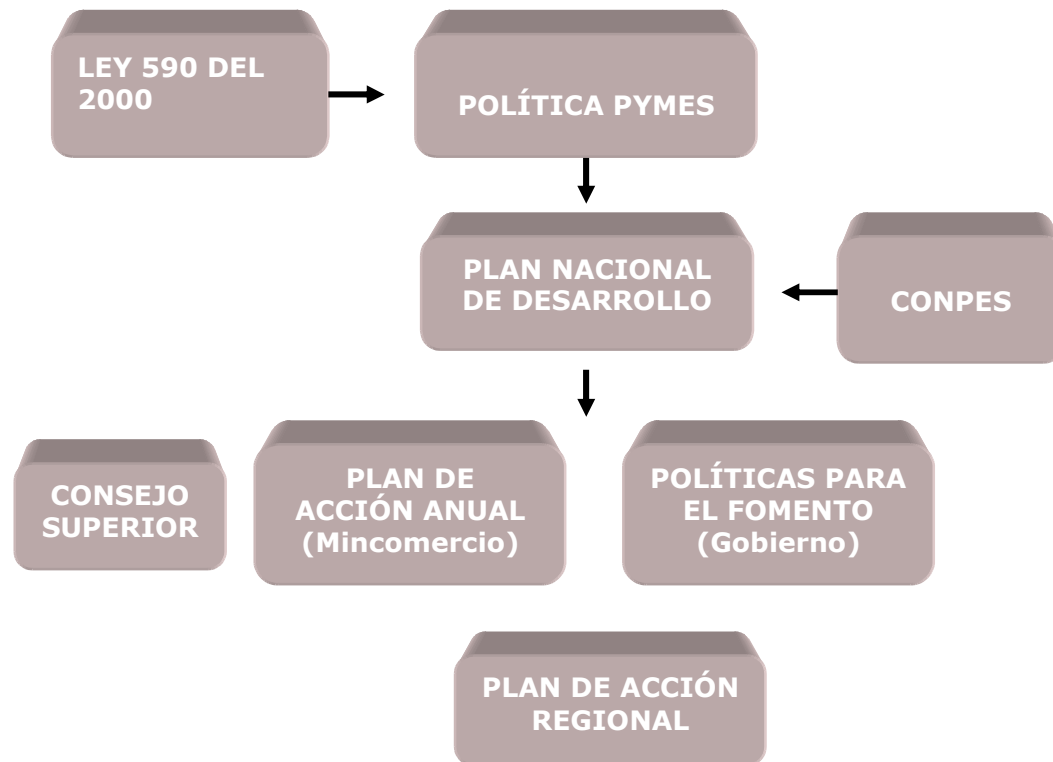 LEY 590 DEL
2000
POLÍTICA PYMES
PLAN NACIONAL
DE DESARROLLO
CONPES
CONSEJO
SUPERIOR
PLAN DE
ACCIÓN ANUAL
(Mincomercio)
POLÍTICAS PARA
EL FOMENTO
(Gobierno)
PLAN DE ACCIÓN
REGIONAL